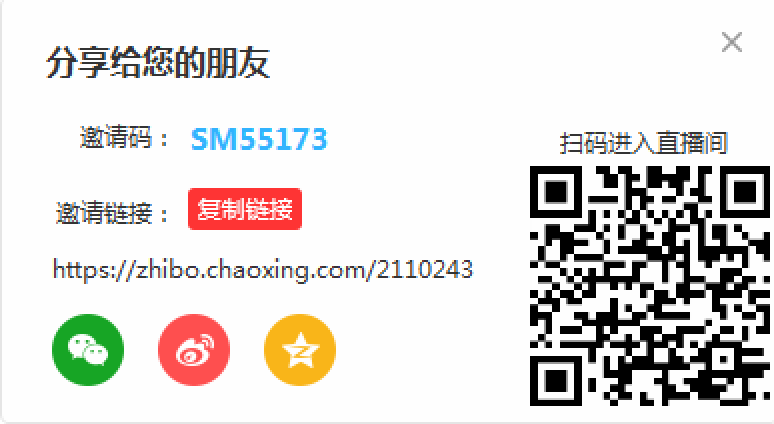 分享给您的朋友
邀请码： SM55173
邀请链接： 复制链接
https://zhibo.chaoxing.com/2110243
扫码进入直播间